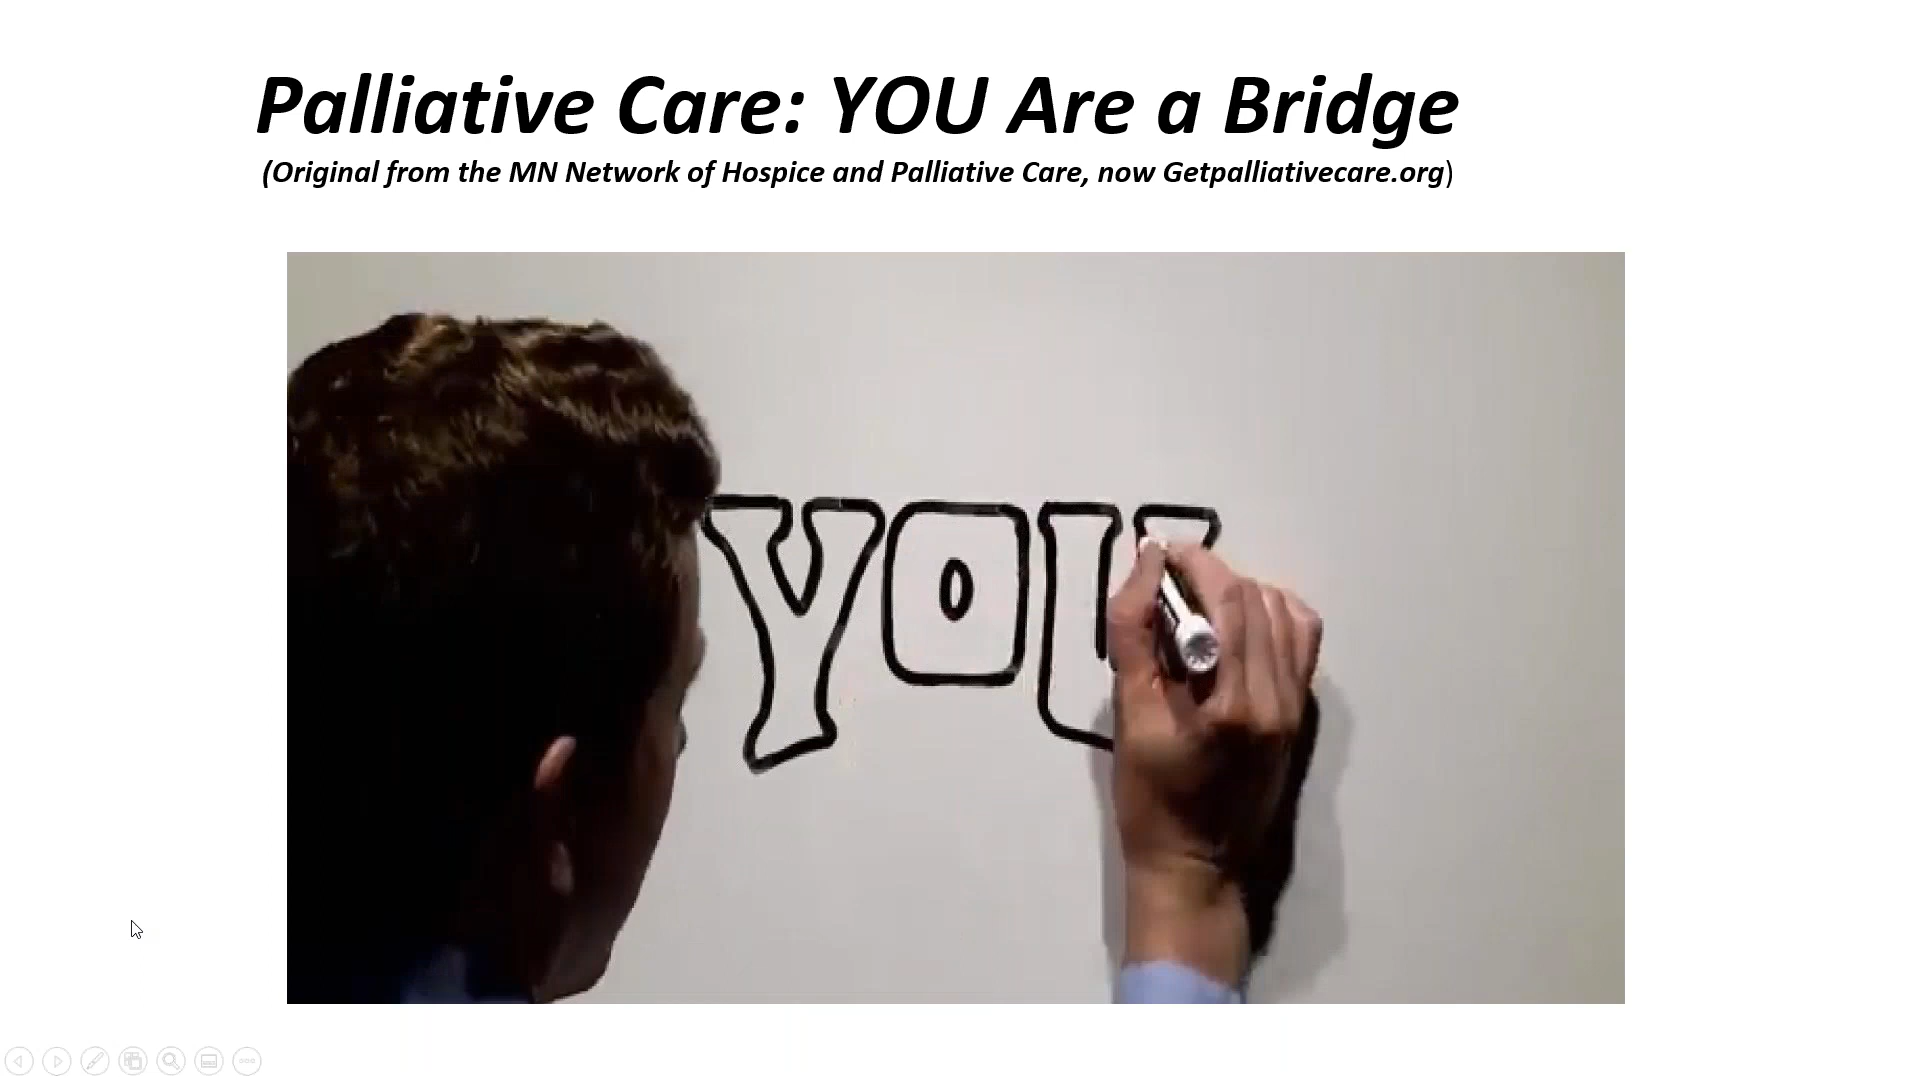 Palliative Care: YOU Are a Bridge
(Original from the MN Network of Hospice and Palliative Care, now Getpalliativecare.org)
YOU